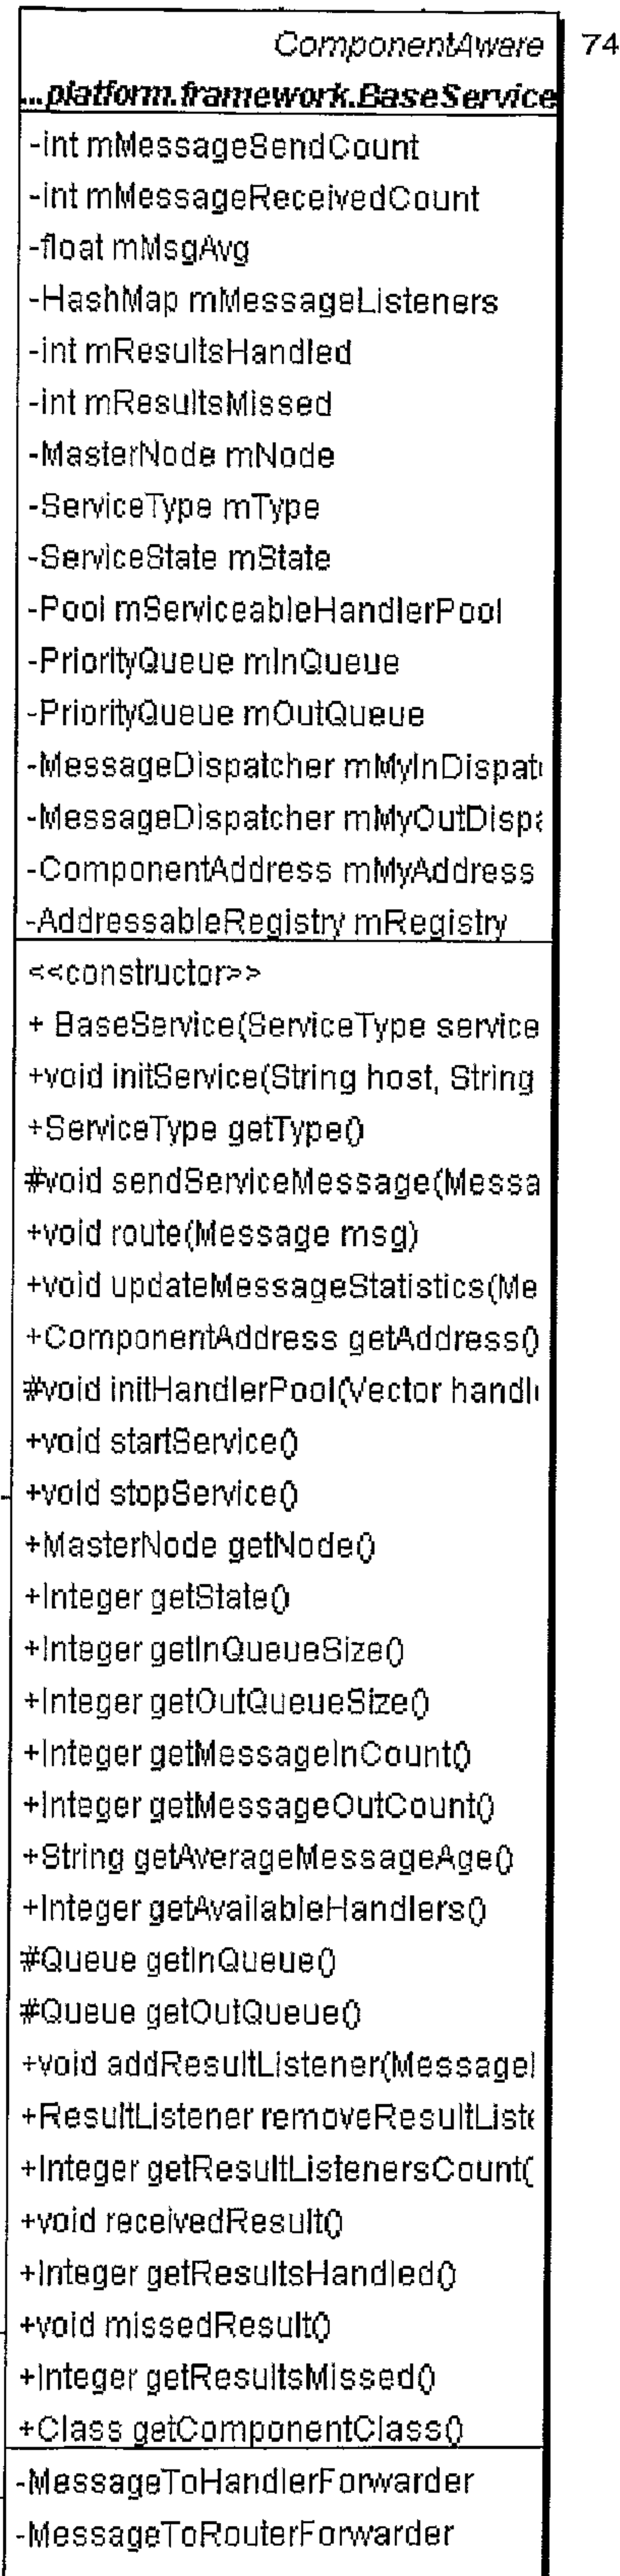 ComponentAware 74
...platform.framework.BaseService
-int mMessageSendCount
-int mMessageReceivedCount
-float mMsgAvg
-HashMap mMessageListeners
-int mResultsHandled
-int mResultsMissed
-MasterNode mNode
-ServiceType mType
-ServiceState mState
-Pool mServiceableHandlerPool
-PriorityQueue mInQueue
-PriorityQueue mOutQueue
-MessageDispatcher mMyInDispat
-MessageDispatcher mMyOutDispa
-ComponentAddress mMyAddress
-AddressableRegistry mRegistry
<<constructor>>
+ BaseService(ServiceType service
+void initService(String host, String
+ServiceType getType()
#void sendServiceMessage(Messa
+void route(Message msg)
+void updateMessageStatistics(Me
+ComponentAddress getAddress()
#void initHandlerPool(Vector handl
+void startService()
+void stopService()
+MasterNode getNode()
+Integer getState()
+Integer getInQueueSize()
+Integer getOutQueueSize()
+Integer getMessageInCount()
+Integer getMessageOutCount()
+String getAverageMessageAge()
+Integer getAvailableHandlers()
#Queue getInQueue()
#Queue getOutQueue()
+void addResultListener(Message
+ResultListener removeResultListe
+Integer getResultListenersCount(
+void receivedResult()
+Integer getResultsHandled()
+void missedResult()
+Integer getResultsMissed()
+Class getComponentClass()
-MessageToHandlerForwarder
-MessageToRouterForwarder